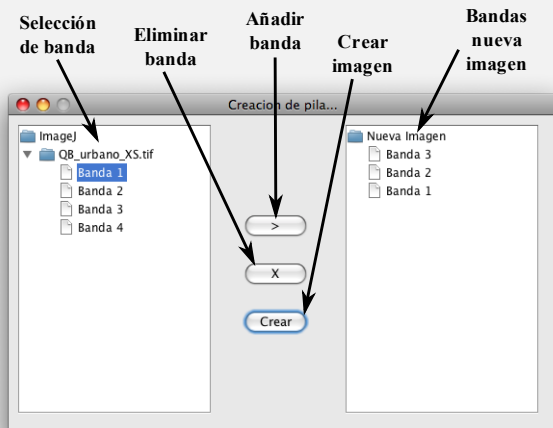 Selección
de banda
Eliminar
banda
Añadir
banda
Crear
imagen
Bandas
nueva
imagen
Creacion de pila...
ImageJ
QB_urbano_XS.tif
Banda 1
Banda 2
Banda 3
Banda 4
>
X
Crear
Nueva Imagen
Banda 3
Banda 2
Banda 1